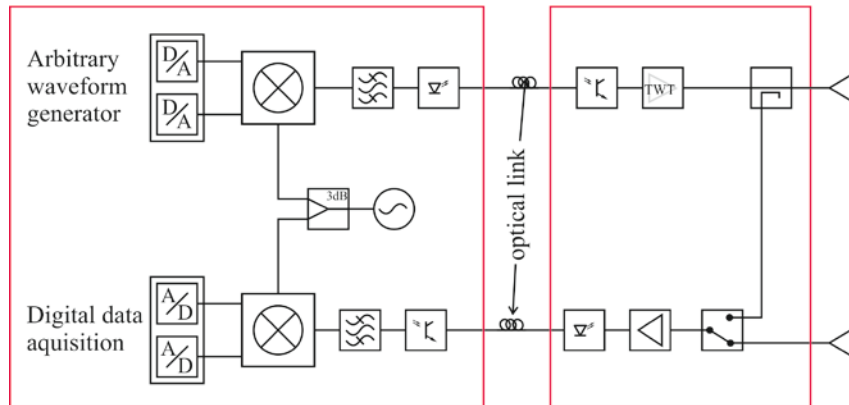 Arbitrary
waveform
generator
D/A
D/A
TWT
3dB
optical link
Digital data
aquisition
A/D
A/D